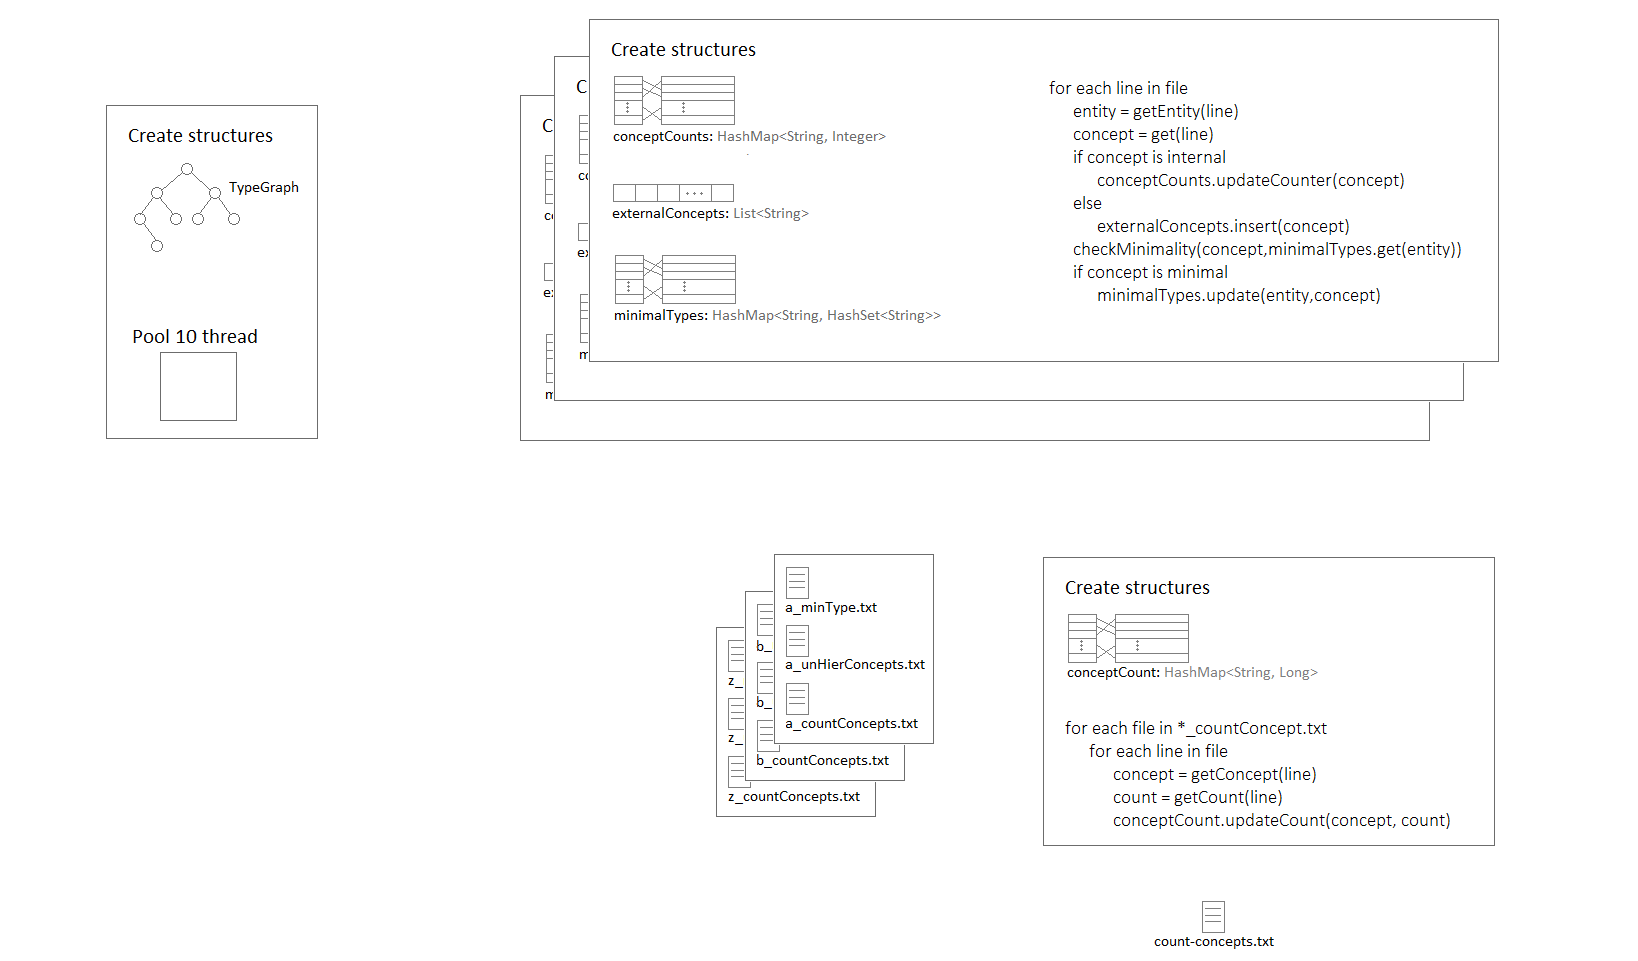 Create structures
TypeGraph
Pool 10 thread
Create structures
conceptCounts: HashMap<String, Integer>
externalConcepts: List<String>
minimalTypes: HashMap<String, HashSet<String>>
for each line in file
entity = getEntity(line)
concept = get(line)
if concept is internal
conceptCounts.updateCounter(concept)
else
externalConcepts.insert(concept)
checkMinimality(concept,minimalTypes.get(entity))
if concept is minimal
minimalTypes.update(entity,concept)
C
co
ex
m
C
co
ex
m
a_minType.txt
a_unHierConcepts.txt
a_countConcepts.txt
b_
b_
b_countConcepts.txt
z_
z_
z_countConcepts.txt
Create structures
conceptCount: HashMap<String, Long>
for each file in *_countConcept.txt
for each line in file
concept = getConcept(line)
count = getCount(line)
conceptCount.updateCount(concept, count)
count-concepts.txt